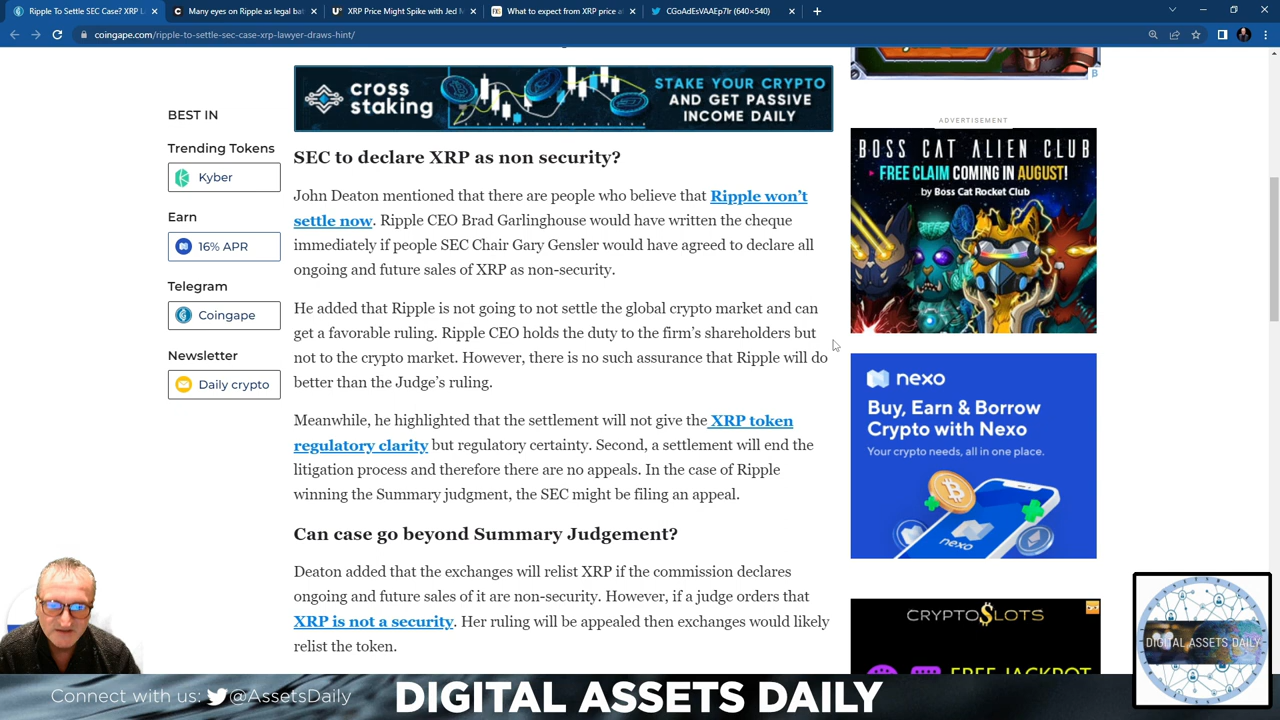 Ripple to Settle SEC Case? XRP L
Many eyes on Ripple as legal bat
XRP Price Might Spike with Jed M
What to expect from XRP price a
CGoAdEsVAAEp7Ir (640×540)
coingape.com/ripple-to-settle-sec-case-xrp-lawyer-draws-hint/
cross
staking
STAKE YOUR CRYPTO
AND GET PASSIVE
INCOME DAILY
BEST IN
Trending Tokens
Kyber
Earn
16% APR
Telegram
Coingape
Newsletter
Daily crypto
SEC to declare XRP as non security?
John Deaton mentioned that there are people who believe that Ripple won't
settle now. Ripple CEO Brad Garlinghouse would have written the cheque
immediately if people SEC Chair Gary Gensler would have agreed to declare all
ongoing and future sales of XRP as non-security.
He added that Ripple is not going to not settle the global crypto market and can
get a favorable ruling. Ripple CEO holds the duty to the firm's shareholders but
not to the crypto market. However, there is no such assurance that Ripple will do
better than the Judge's ruling.
Meanwhile, he highlighted that the settlement will not give the XRP token
regulatory clarity but regulatory certainty. Second, a settlement will end the
litigation process and therefore there are no appeals. In the case of Ripple
winning the Summary judgment, the SEC might be filing an appeal.
Can case go beyond Summary Judgement?
Deaton added that the exchanges will relist XRP if the commission declares
ongoing and future sales of it are non-security. However, if a judge orders that
XRP is not a security. Her ruling will be appealed then exchanges would likely
relist the token.
B
ADVERTISEMENT
BOSS CAT ALIEN CLUB
FREE CLAIM COMING IN AUGUST!
by Boss Cat Rocket Club
nexo
Buy, Earn & Borrow
Crypto with Nexo
Your crypto needs, all in one place.
nexo
CRYPTO$LOTS
FREE JACKPOT
DIGITAL ASSETS DAILY
Connect with us: @AssetsDaily
DIGITAL ASSETS DAILY